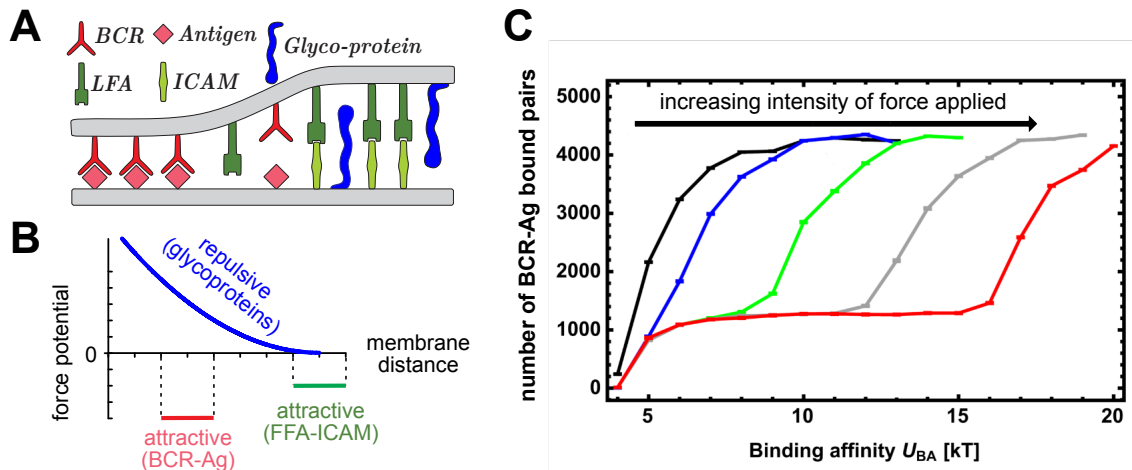 A
BCR
Antigen
Glyco-protein
LFA
ICAM
B
force potential
0
repulsive
(glycoproteins)
membrane
distance
attractive
(BCR-Ag)
attractive
(FFA-ICAM)
C
number of BCR-Ag bound pairs
5000
4000
3000
2000
1000
0
increasing intensity of force applied
5
10
15
20
Binding affinity UBA [kT]